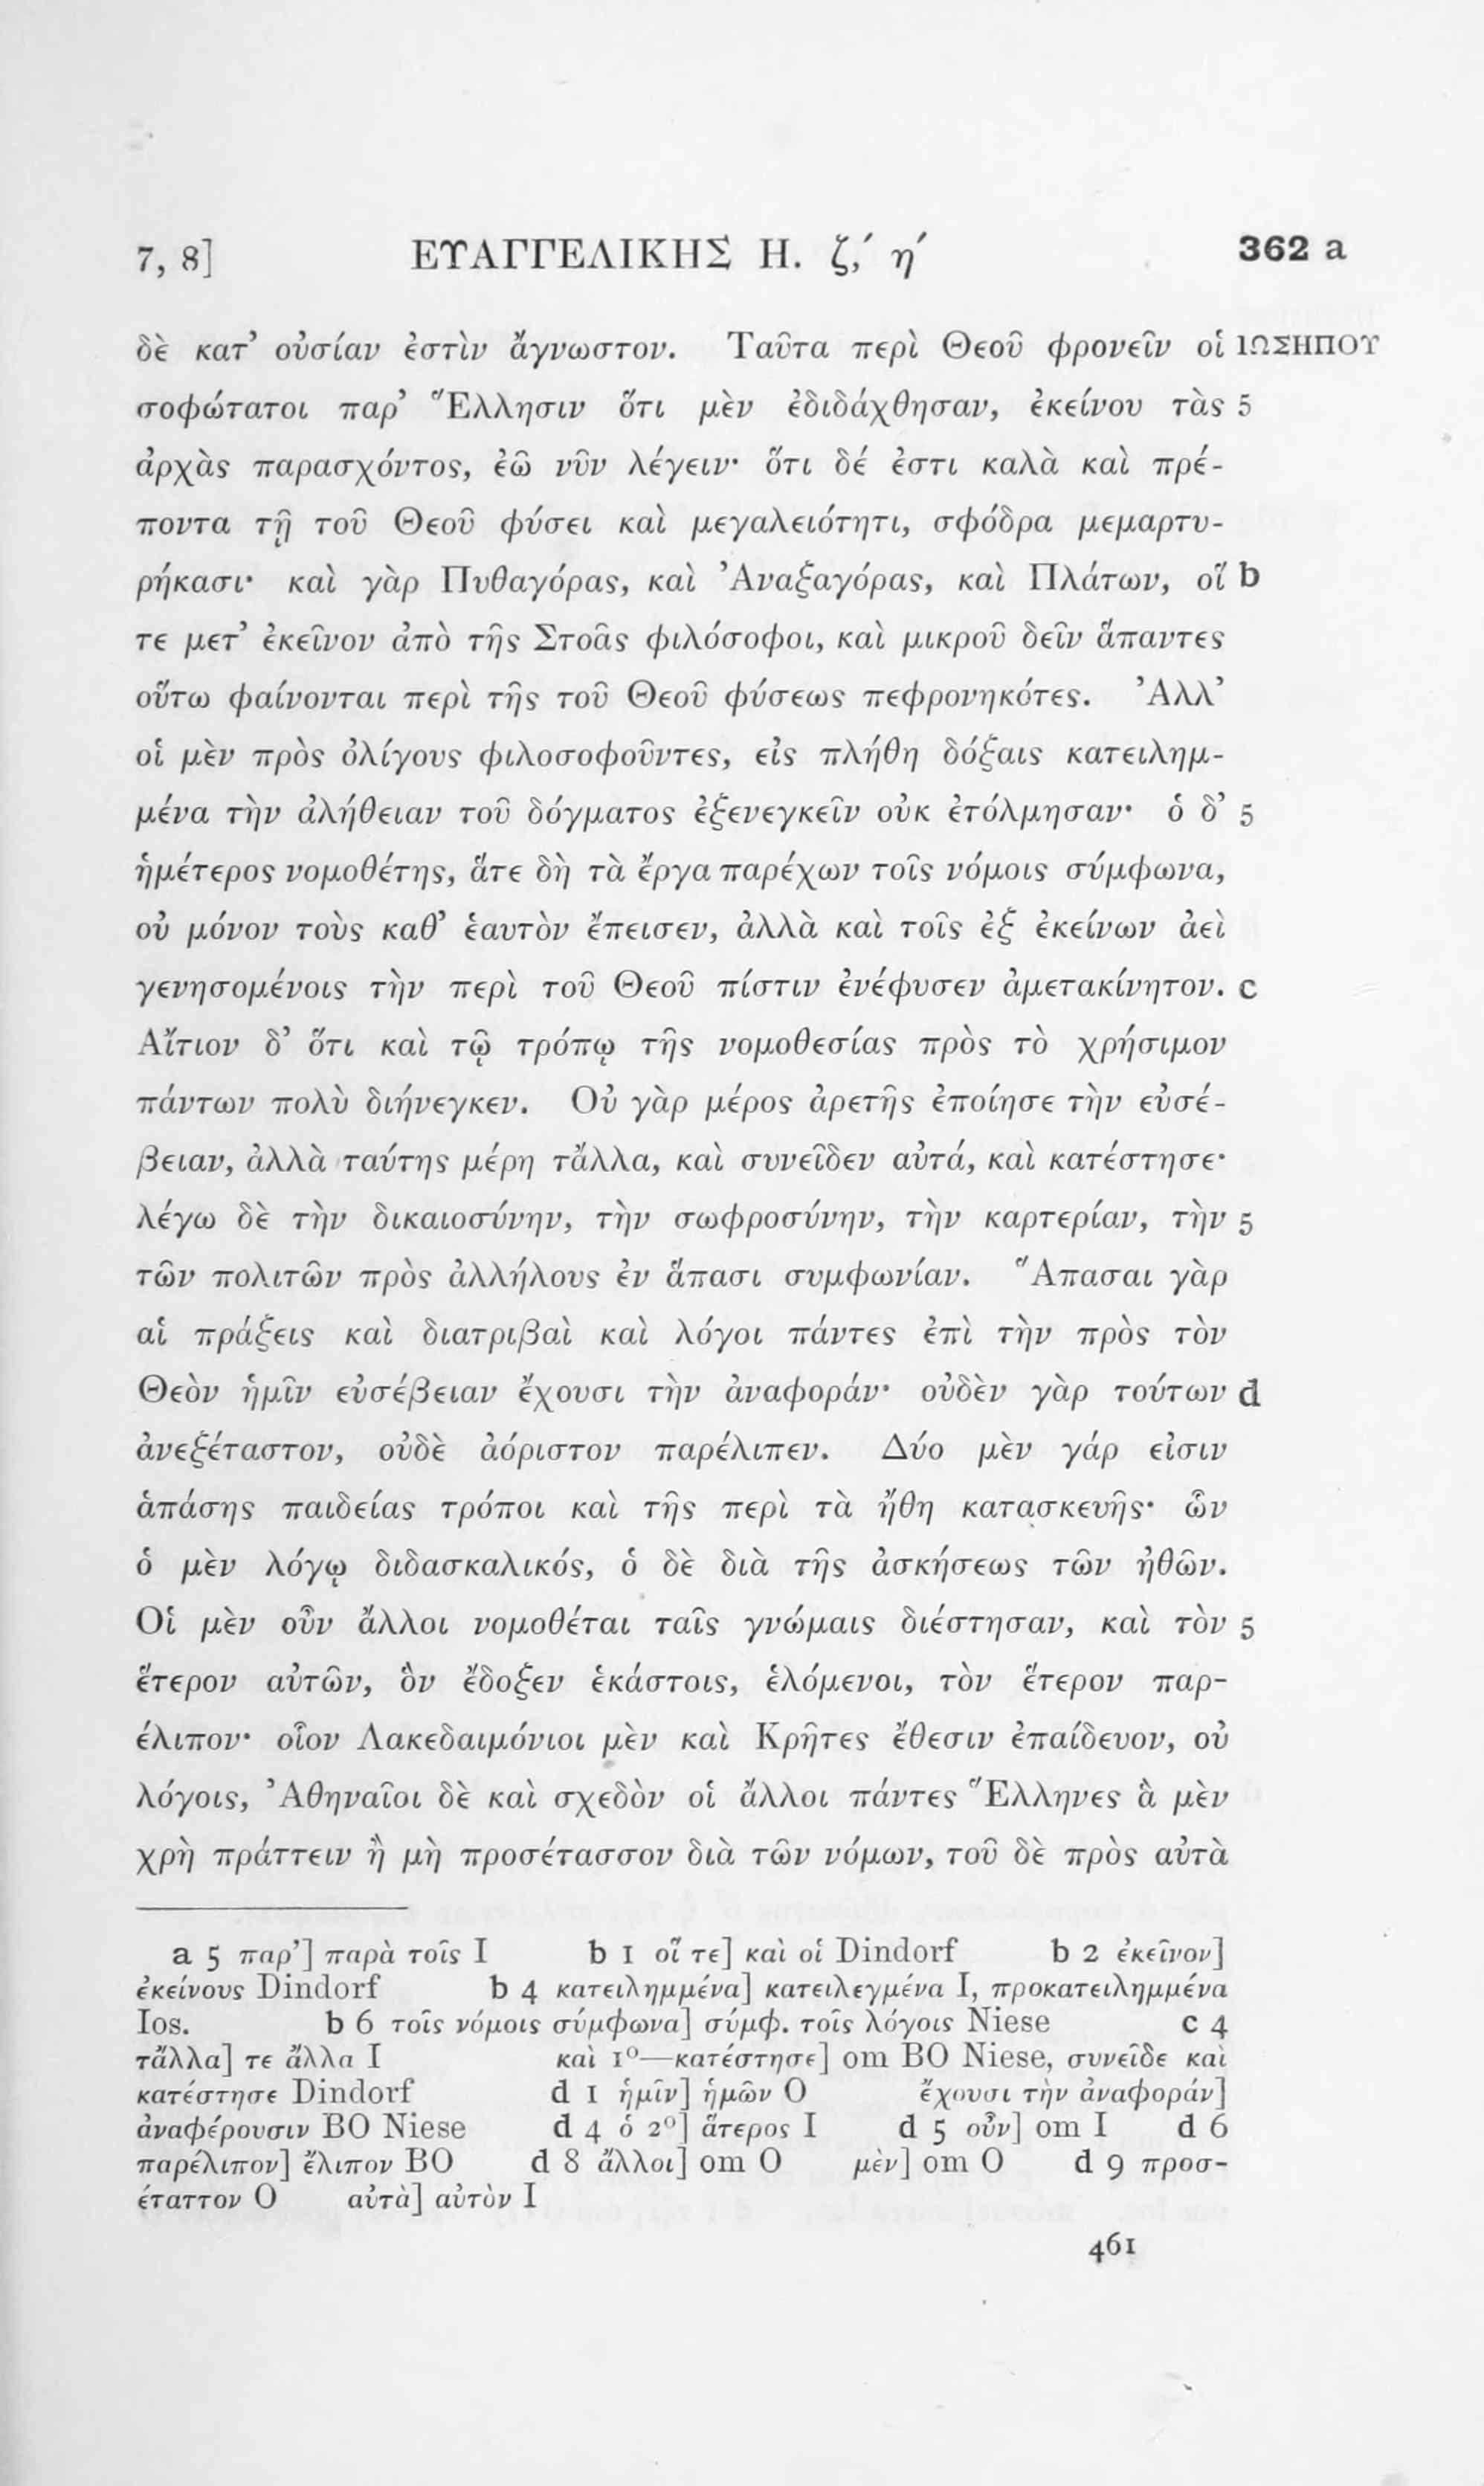 7, 8] ΕΥΑΓΓΕΛΙΚΗΣ Η. ζ,΄ η΄ 362 a
δὲ κατ’ οὐσίαν ἐστὶν ἄγνωστον. Ταῦτα περὶ Θεοῦ φρονεῖν οἱ ΙΩΣΗΠΟΥ
σοφώτατοι παρ’ Ἕλλησιν ὅτι μὲν ἐδιδάχθησαν, ἐκείνου τὰς 5
ἀρχὰς παρασχόντος, ἐῶ νῦν λέγειν· ὅτι δέ ἐστι καλὰ καὶ πρέ-
ποντα τῇ τοῦ Θεοῦ φύσει καὶ μεγαλειότητι, σφόδρα μεμαρτυ-
ρήκασι· καὶ γὰρ Πυθαγόρας, καὶ Ἀναξαγόρας, καὶ Πλάτων, οἵ b
τε μετ’ ἐκεῖνον ἀπὸ τῆς Στοᾶς φιλόσοφοι, καὶ μικροῦ δεῖν ἅπαντες
οὕτω φαίνονται περὶ τῆς τοῦ Θεοῦ φύσεως πεφρονηκότες. Ἀλλ’
οἱ μὲν πρὸς ὀλίγους φιλοσοφοῦντες, εἰς πλήθη δόξαις κατειλημ-
μένα τὴν ἀλήθειαν τοῦ δόγματος ἐξενεγκεῖν οὐκ ἐτόλμησαν· ὁ δ’ 5
ἡμέτερος νομοθέτης, ἅτε δὴ τὰ ἔργα παρέχων τοῖς νόμοις σύμφωνα,
οὐ μόνον τοὺς καθ’ ἑαυτὸν ἔπεισεν, ἀλλὰ καὶ τοῖς ἐξ ἐκείνων ἀεὶ
γενησομένοις τὴν περὶ τοῦ Θεοῦ πίστιν ἐνέφυσεν ἀμετακίνητον. c
Αἴτιον δ’ ὅτι καὶ τῷ τρόπῳ τῆς νομοθεσίας πρὸς τὸ χρήσιμον
πάντων πολὺ διήνεγκεν. Οὐ γὰρ μέρος ἀρετῆς ἐποίησε τὴν εὐσέ-
βειαν, ἀλλὰ ταύτης μέρη τἄλλα, καὶ συνεῖδεν αὐτά, καὶ κατέστησε·
λέγω δὲ τὴν δικαιοσύνην, τὴν σωφροσύνην, τὴν καρτερίαν, τὴν 5
τῶν πολιτῶν πρὸς ἀλλήλους ἐν ἅπασι συμφωνίαν. Ἅπασαι γὰρ
αἱ πράξεις καὶ διατριβαὶ καὶ λόγοι πάντες ἐπὶ τὴν πρὸς τὸν
Θεὸν ἡμῖν εὐσέβειαν ἔχουσι τὴν ἀναφοράν· οὐδὲν γὰρ τούτων d
ἀνεξέταστον, οὐδὲ ἀόριστον παρέλιπεν. Δύο μὲν γάρ εἰσιν
ἁπάσης παιδείας τρόποι καὶ τῆς περὶ τὰ ἤθη κατασκευῆς· ὧν
ὁ μὲν λόγῳ διδασκαλικός, ὁ δὲ διὰ τῆς ἀσκήσεως τῶν ἠθῶν.
Οἱ μὲν οὖν ἄλλοι νομοθέται ταῖς γνώμαις διέστησαν, καὶ τὸν 5
ἕτερον αὐτῶν, ὃν ἔδοξεν ἑκάστοις, ἑλόμενοι, τὸν ἕτερον παρ-
έλιπον· οἷον Λακεδαιμόνιοι μὲν καὶ Κρῆτες ἔθεσιν ἐπαίδευον, οὐ
λόγοις, Ἀθηναῖοι δὲ καὶ σχεδὸν οἱ ἄλλοι πάντες Ἕλληνες ἃ μὲν
χρὴ πράττειν ἢ μὴ προσέτασσον διὰ τῶν νόμων, τοῦ δὲ πρὸς αὐτὰ
a 5 παρ’] παρὰ τοῖς I b 1 οἵ τε] καὶ οἱ Dindorf b 2 ἐκεῖνον]
ἐκείνους Dindorf b 4 κατειλημμένα] κατειλεγμένα I, προκατειλημμένα
Ios. b 6 τοῖς νόμοις σύμφωνα] σύμφ. τοῖς λόγοις Niese c 4
τἄλλα] τε ἄλλα I καὶ 1⁰—κατέστησε] om BO Niese, συνεῖδε καὶ
κατέστησε Dindorf d 1 ἡμῖν] ἡμῶν O ἔχουσι τὴν ἀναφοράν]
ἀναφέρουσιν BO Niese d 4 ὁ 2⁰] ἅτερος I d 5 οὖν] om I d 6
παρέλιπον] ἔλιπον BO d 8 ἄλλοι] om O μὲν] om O d 9 προσ-
έταττον O αὐτὰ] αὐτὸν I
461